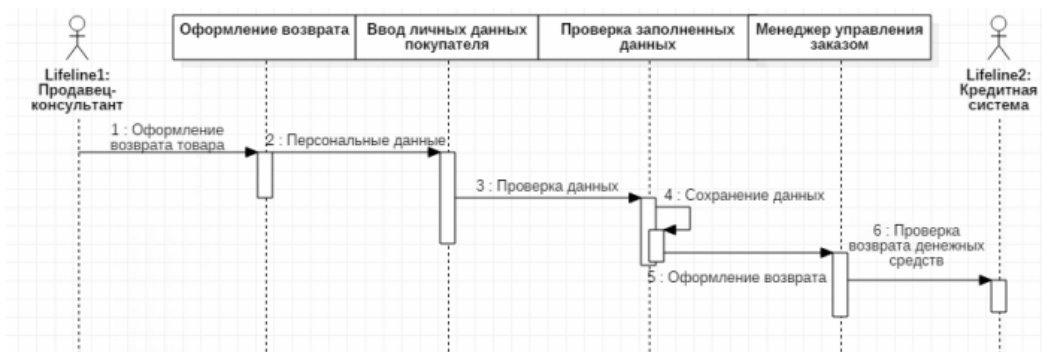 Оформление возврата
Ввод личных данных
покупателя
Проверка заполненных
данных
Менеджер управления
заказом
Lifeline1:
Продавец-
консультант
Lifeline2:
Кредитная
система
1 : Оформление
возврата товара
2 : Персональные данные
3 : Проверка данных
4 : Сохранение данных
5 : Оформление возврата
6 : Проверка
возврата денежных
средств